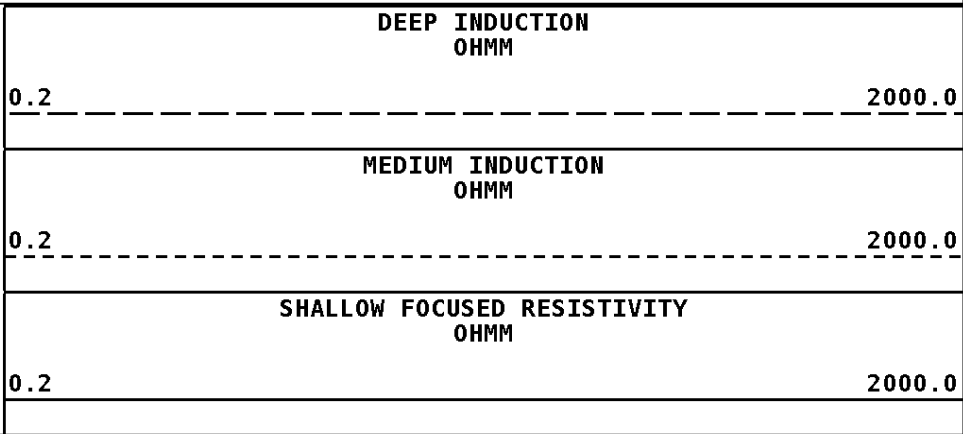 DEEP INDUCTION
OHMM
0.2 2000.0
MEDIUM INDUCTION
OHMM
0.2 2000.0
SHALLOW FOCUSED RESISTIVITY
OHMM
0.2 2000.0